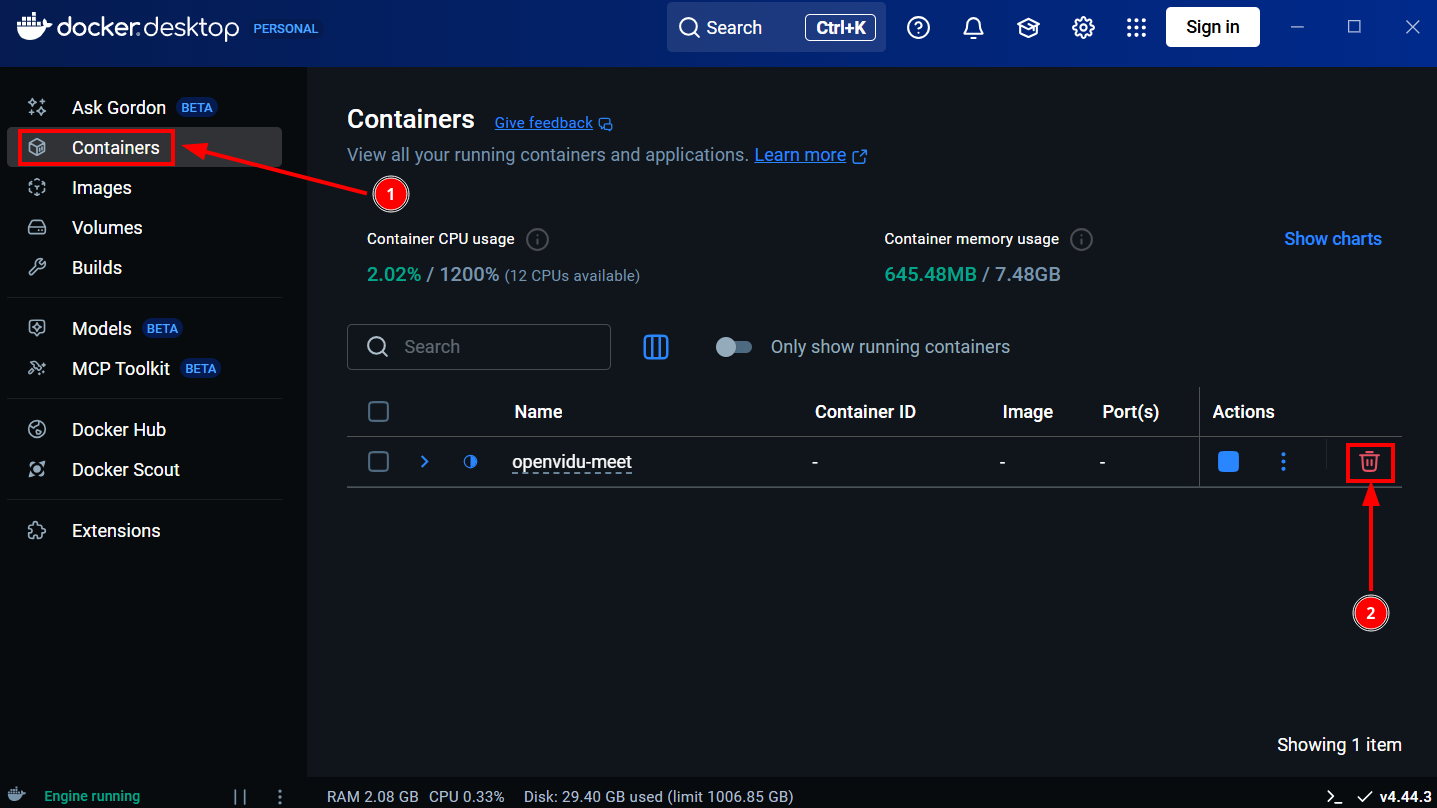 docker.desktop PERSONAL Search Ctrl+K Sign in
Ask Gordon BETA
Containers
Images
Volumes
Builds
Models BETA
MCP Toolkit BETA
Docker Hub
Docker Scout
Extensions
Containers Give feedback
View all your running containers and applications. Learn more
1
Container CPU usage Container memory usage Show charts
2.02% / 1200% (12 CPUs available) 645.48MB / 7.48GB
Search Only show running containers
Name Container ID Image Port(s) Actions
openvidu-meet - - -
2
Showing 1 item
Engine running RAM 2.08 GB CPU 0.33% Disk: 29.40 GB used (limit 1006.85 GB) v4.44.3